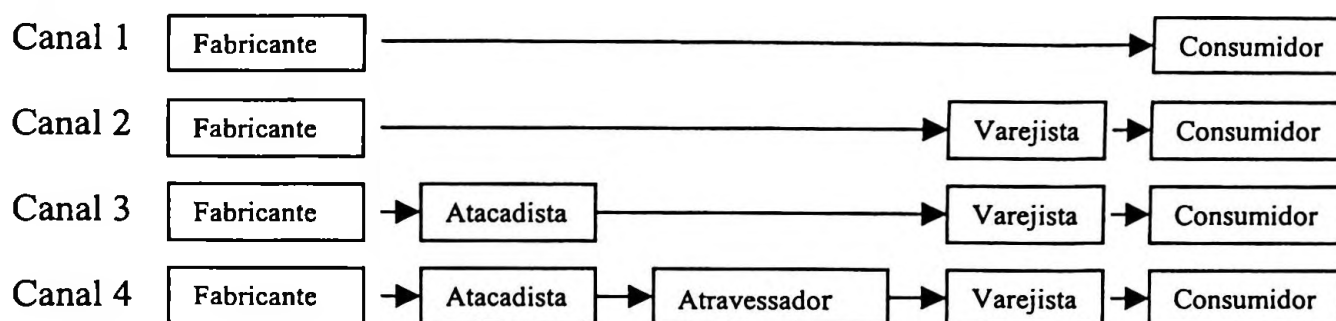 Canal 1 Fabricante Consumidor
Canal 2 Fabricante Varejista Consumidor
Canal 3 Fabricante Atacadista Varejista Consumidor
Canal 4 Fabricante Atacadista Atravessador Varejista Consumidor